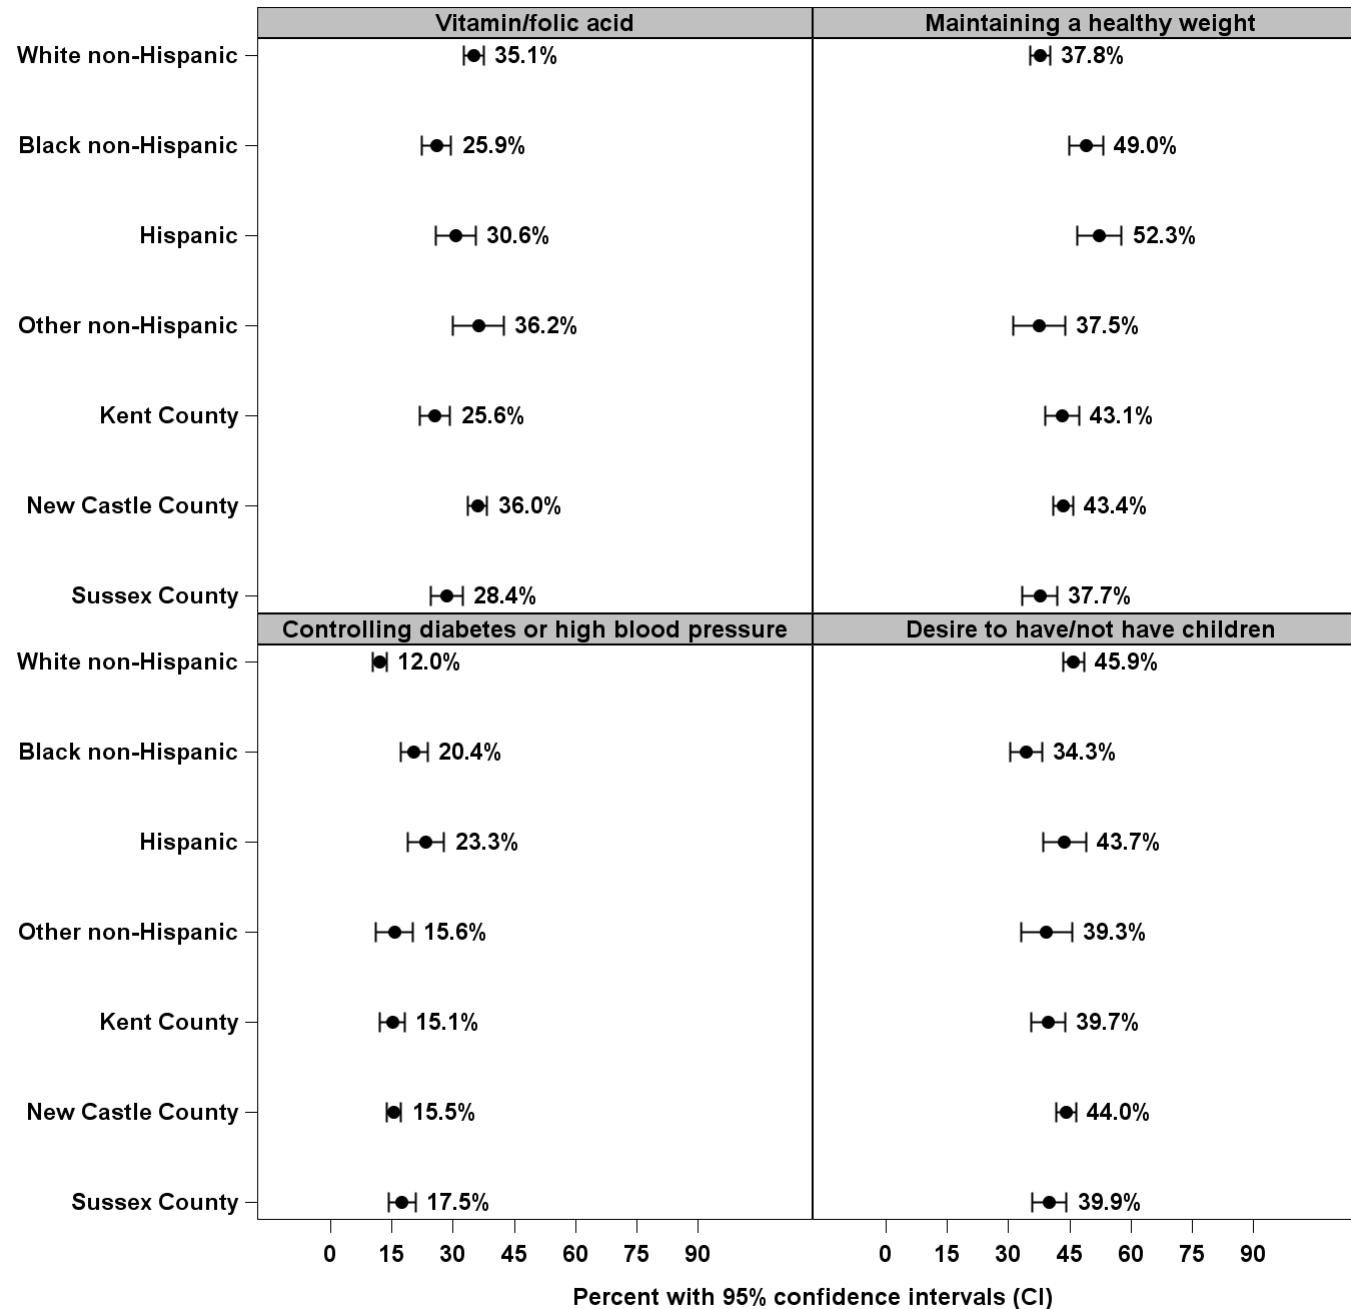 Vitamin/folic acid Maintaining a healthy weight
White non-Hispanic 35.1% 37.8%
Black non-Hispanic 25.9% 49.0%
Hispanic 30.6% 52.3%
Other non-Hispanic 36.2% 37.5%
Kent County 25.6% 43.1%
New Castle County 36.0% 43.4%
Sussex County 28.4% 37.7%
Controlling diabetes or high blood pressure Desire to have/not have children
White non-Hispanic 12.0% 45.9%
Black non-Hispanic 20.4% 34.3%
Hispanic 23.3% 43.7%
Other non-Hispanic 15.6% 39.3%
Kent County 15.1% 39.7%
New Castle County 15.5% 44.0%
Sussex County 17.5% 39.9%
0 15 30 45 60 75 90 0 15 30 45 60 75 90
Percent with 95% confidence intervals (CI)